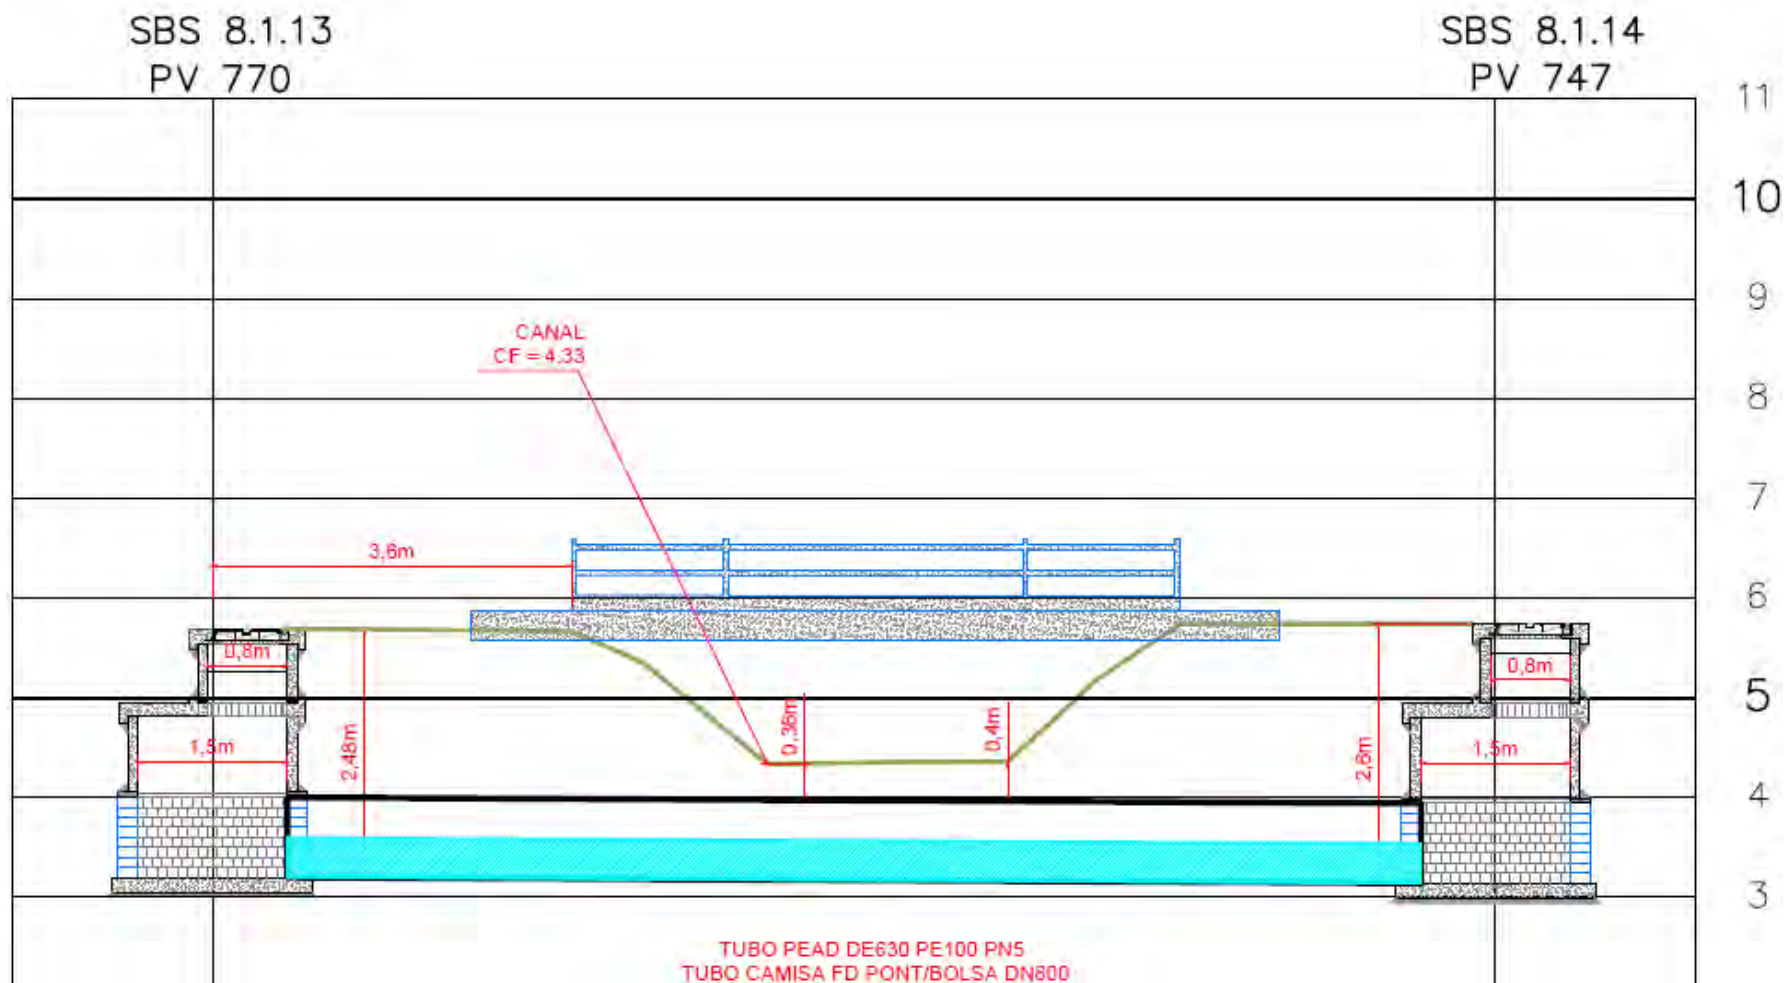 SBS 8.1.13
PV 770
SBS 8.1.14
PV 747
11
10
9
CANAL
CF = 4.33
8
7
3,6m
6
0,8m
0,8m
5
0,36m
0,4m
1,5m
2,48m
2,6m
1,5m
4
3
TUBO PEAD DE630 PE100 PN5
TUBO CAMISA FD PONT/BOLSA DN800